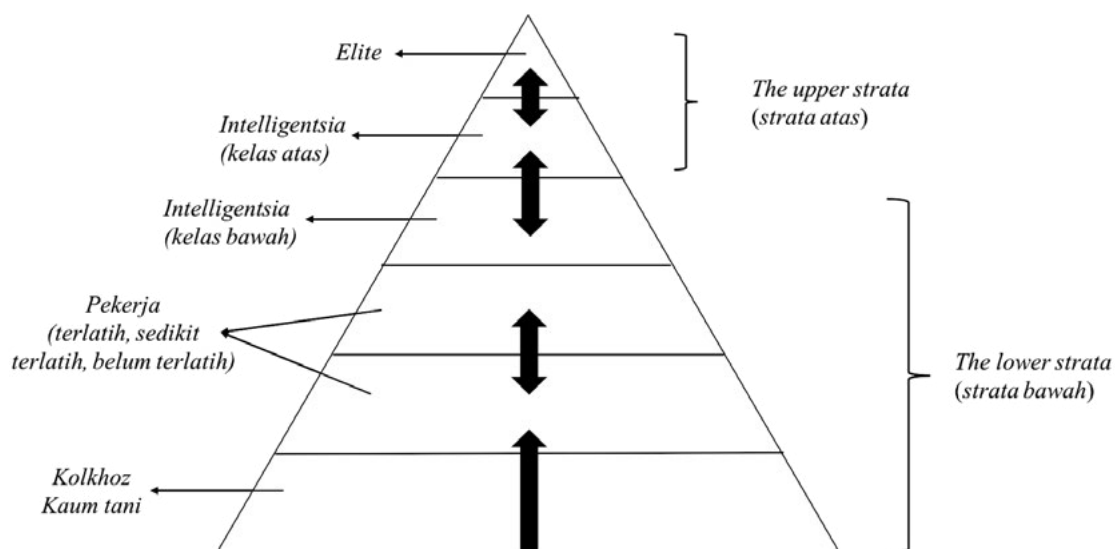 Elite
The upper strata
(strata atas)
Intelligentsia
(kelas atas)
Intelligentsia
(kelas bawah)
Pekerja
(terlatih, sedikit
terlatih, belum terlatih)
The lower strata
(strata bawah)
Kolkhoz
Kaum tani